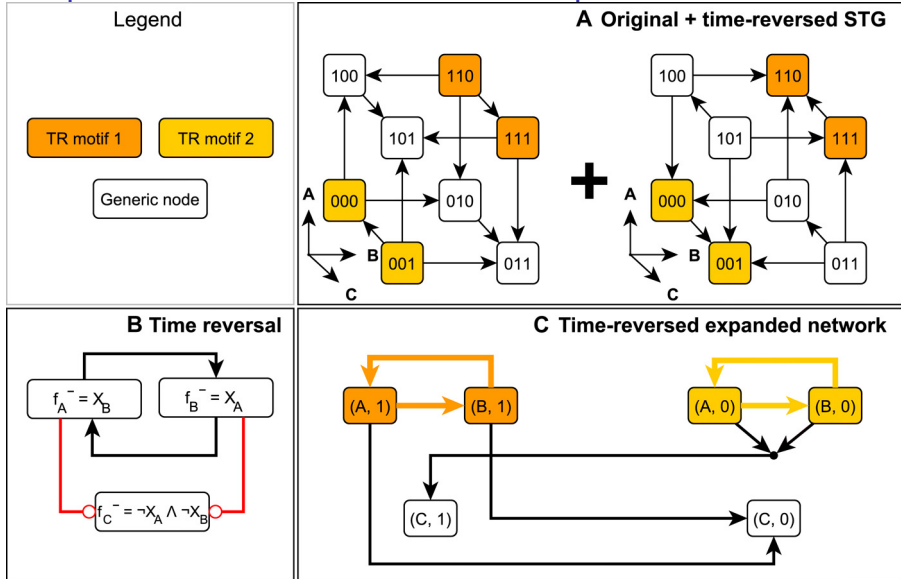 Legend
TR motif 1
TR motif 2
Generic node
A Original + time-reversed STG
100
110
101
111
000
010
001
011
A
B
C
+
100
110
101
111
000
010
001
011
A
B
C
B Time reversal
f_A^- = X_B
f_B^- = X_A
f_C^- = ¬X_A Λ ¬X_B
C Time-reversed expanded network
(A, 1)
(B, 1)
(A, 0)
(B, 0)
(C, 1)
(C, 0)